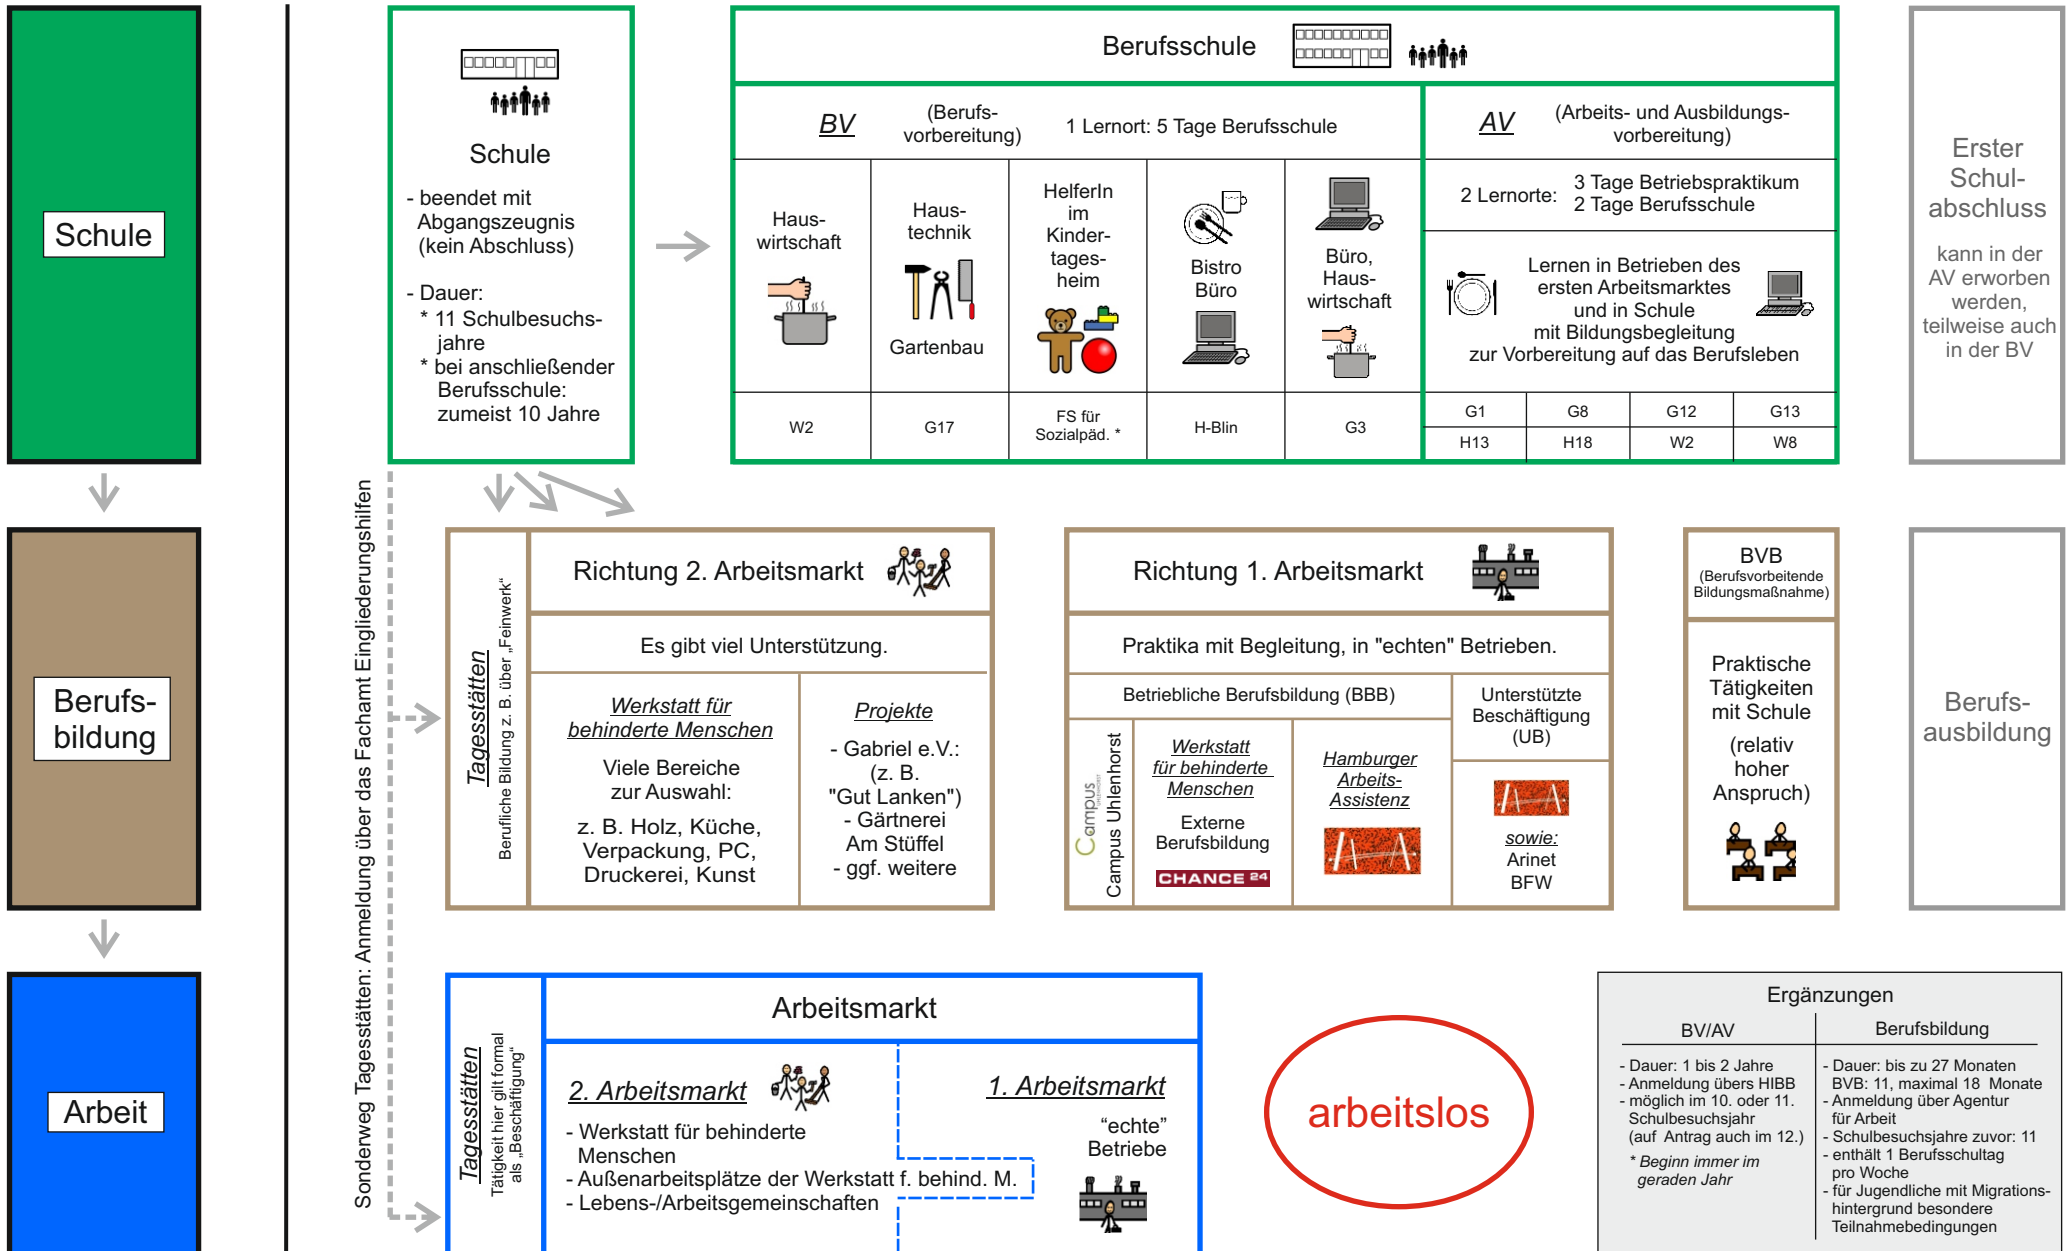 Schule
Berufs-
bildung
Arbeit
Schule
- beendet mit
Abgangszeugnis
(kein Abschluss)
- Dauer:
* 11 Schulbesuchs-
jahre
* bei anschließender
Berufsschule:
zumeist 10 Jahre
Berufsschule
BV
(Berufs-
vorbereitung)
1 Lernort: 5 Tage Berufsschule
Haus-
wirtschaft
W2
Haus-
technik
Gartenbau
G17
HelferIn
im
Kinder-
tages-
heim
FS für
Sozialpäd. *
Bistro
Büro
H-Blin
Büro,
Haus-
wirtschaft
G3
AV
(Arbeits- und Ausbildungs-
vorbereitung)
2 Lernorte:
3 Tage Betriebspraktikum
2 Tage Berufsschule
Lernen in Betrieben des
ersten Arbeitsmarktes
und in Schule
mit Bildungsbegleitung
zur Vorbereitung auf das Berufsleben
G1 G8 G12 G13
H13 H18 W2 W8
Erster
Schul-
abschluss
kann in der
AV erworben
werden,
teilweise auch
in der BV
Sonderweg Tagesstätten: Anmeldung über das Fachamt Eingliederungshilfen
Tagesstätten
Berufliche Bildung z. B. über „Feinwerk“
Richtung 2. Arbeitsmarkt
Es gibt viel Unterstützung.
Werkstatt für
behinderte Menschen
Viele Bereiche
zur Auswahl:
z. B. Holz, Küche,
Verpackung, PC,
Druckerei, Kunst
Projekte
- Gabriel e.V.:
(z. B.
"Gut Lanken")
- Gärtnerei
Am Stüffel
- ggf. weitere
Richtung 1. Arbeitsmarkt
Praktika mit Begleitung, in "echten" Betrieben.
Betriebliche Berufsbildung (BBB)
Campus
Campus Uhlenhorst
Werkstatt
für behinderte
Menschen
Externe
Berufsbildung
CHANCE 24
Hamburger
Arbeits-
Assistenz
Unterstützte
Beschäftigung
(UB)
sowie:
Arinet
BFW
BVB
(Berufsvorbeitende
Bildungsmaßnahme)
Praktische
Tätigkeiten
mit Schule
(relativ
hoher
Anspruch)
Berufs-
ausbildung
Tagesstätten
Tätigkeit hier gilt formal
als „Beschäftigung“
Arbeitsmarkt
2. Arbeitsmarkt
- Werkstatt für behinderte
Menschen
- Außenarbeitsplätze der Werkstatt f. behind. M.
- Lebens-/Arbeitsgemeinschaften
1. Arbeitsmarkt
“echte”
Betriebe
arbeitslos
Ergänzungen
BV/AV
- Dauer: 1 bis 2 Jahre
- Anmeldung übers HIBB
- möglich im 10. oder 11.
Schulbesuchsjahr
(auf Antrag auch im 12.)
* Beginn immer im
geraden Jahr
Berufsbildung
- Dauer: bis zu 27 Monaten
BVB: 11, maximal 18 Monate
- Anmeldung über Agentur
für Arbeit
- Schulbesuchsjahre zuvor: 11
- enthält 1 Berufsschultag
pro Woche
- für Jugendliche mit Migrations-
hintergrund besondere
Teilnahmebedingungen